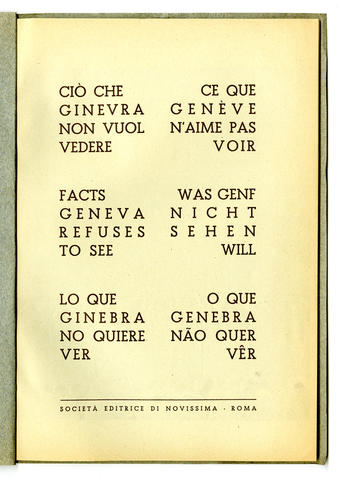 CIÒ CHE
GINEVRA
NON VUOL
VEDERE
CE QUE
GENÈVE
N'AIME PAS
VOIR
FACTS
GENEVA
REFUSES
TO SEE
WAS GENF
NICHT
SEHEN
WILL
LO QUE
GINEBRA
NO QUIERE
VER
O QUE
GENEBRA
NÃO QUER
VÊR
SOCIETÀ EDITRICE DI NOVISSIMA - ROMA